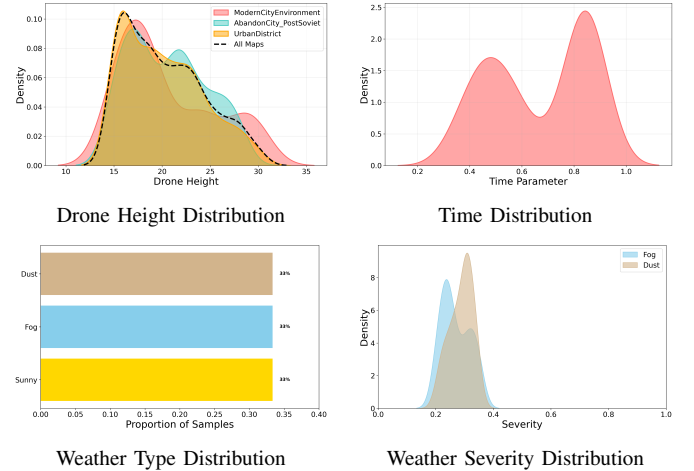 0.10
0.08
0.06
0.04
0.02
0.00
Density
ModernCityEnvironment
AbandonCity_PostSoviet
UrbanDistrict
All Maps
10 15 20 25 30 35
Drone Height
Drone Height Distribution
2.5
2.0
1.5
1.0
0.5
0.0
Density
0.2 0.4 0.6 0.8 1.0
Time Parameter
Time Distribution
Dust
Fog
Sunny
33%
33%
33%
0.00 0.05 0.10 0.15 0.20 0.25 0.30 0.35 0.40
Proportion of Samples
Weather Type Distribution
8
6
4
2
0
Density
Fog
Dust
0.0 0.2 0.4 0.6 0.8 1.0
Severity
Weather Severity Distribution